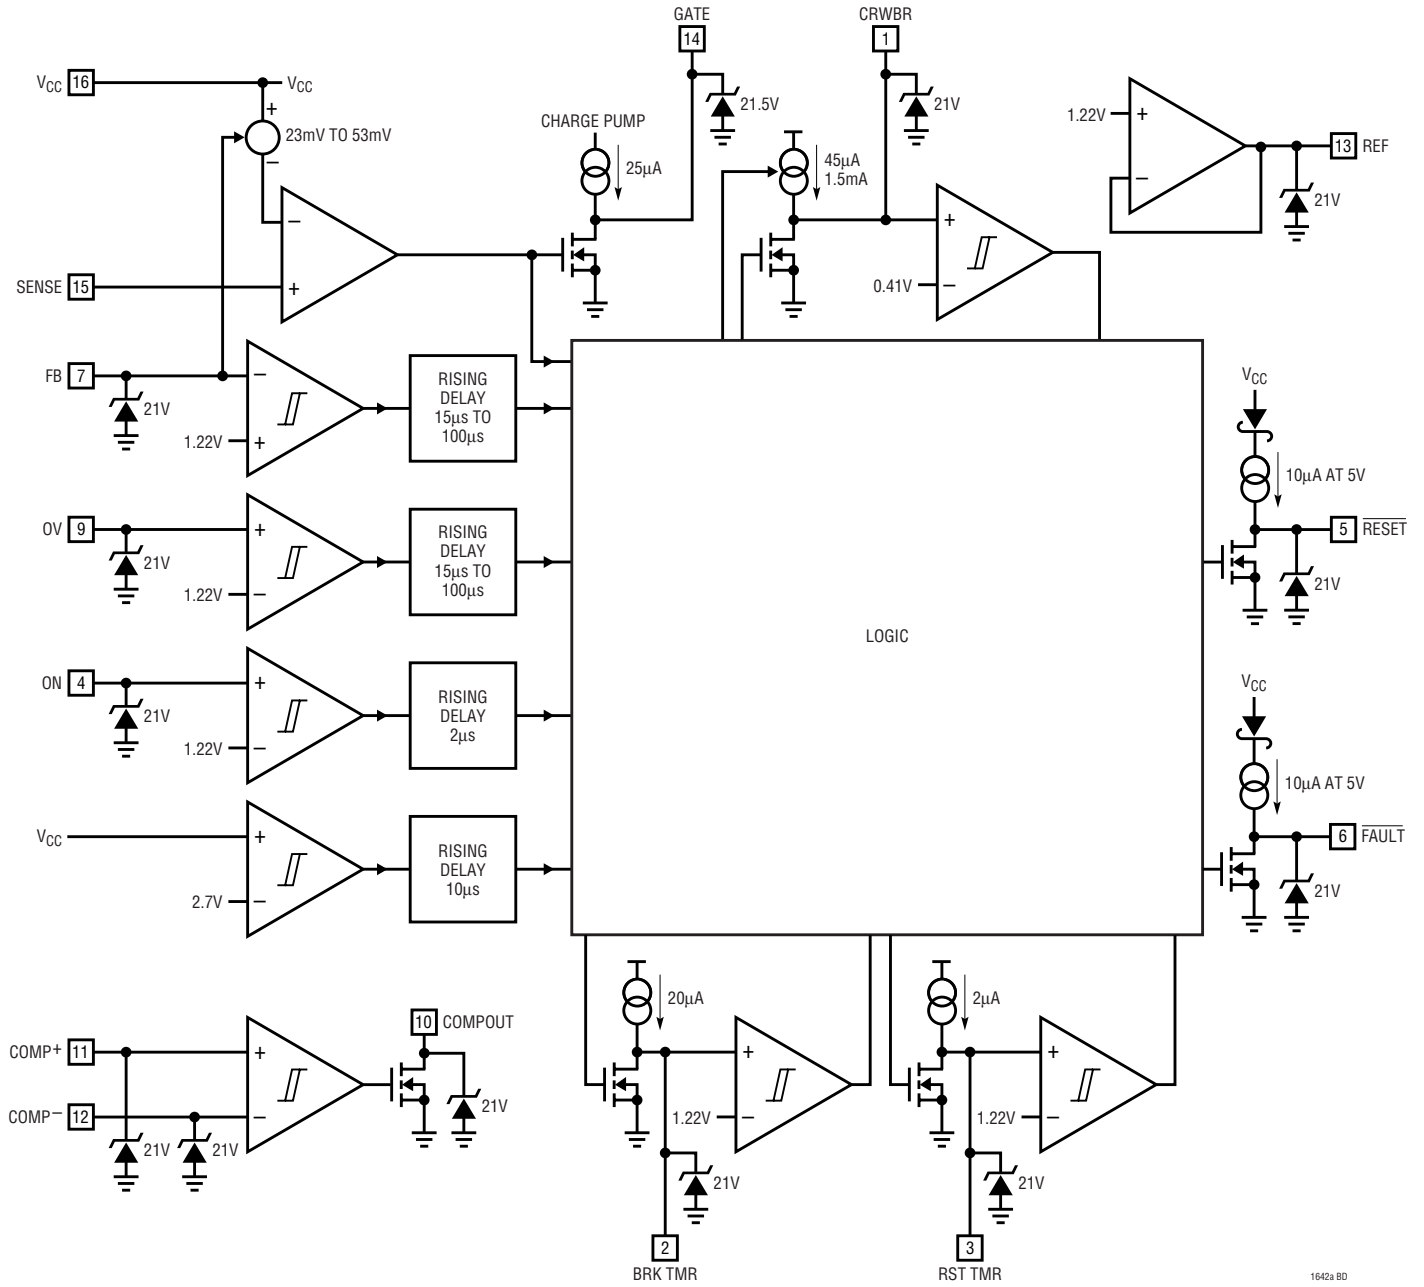 GATE
14
CRWBR
1
VCC 16
VCC
+
23mV TO 53mV
−
21.5V
21V
CHARGE PUMP
25µA
45µA
1.5mA
1.22V
+
−
13 REF
21V
−
+
SENSE 15
+
0.41V
−
FB 7
21V
−
1.22V
+
RISING
DELAY
15µs TO
100µs
VCC
10µA AT 5V
5 RESET
21V
OV 9
21V
+
1.22V
−
RISING
DELAY
15µs TO
100µs
LOGIC
ON 4
21V
+
1.22V
−
RISING
DELAY
2µs
VCC
10µA AT 5V
6 FAULT
21V
VCC
+
2.7V
−
RISING
DELAY
10µs
COMP+ 11
COMP− 12
21V
21V
+
−
10 COMPOUT
21V
20µA
+
1.22V
−
21V
2
BRK TMR
2µA
+
1.22V
−
21V
3
RST TMR
1642a BD